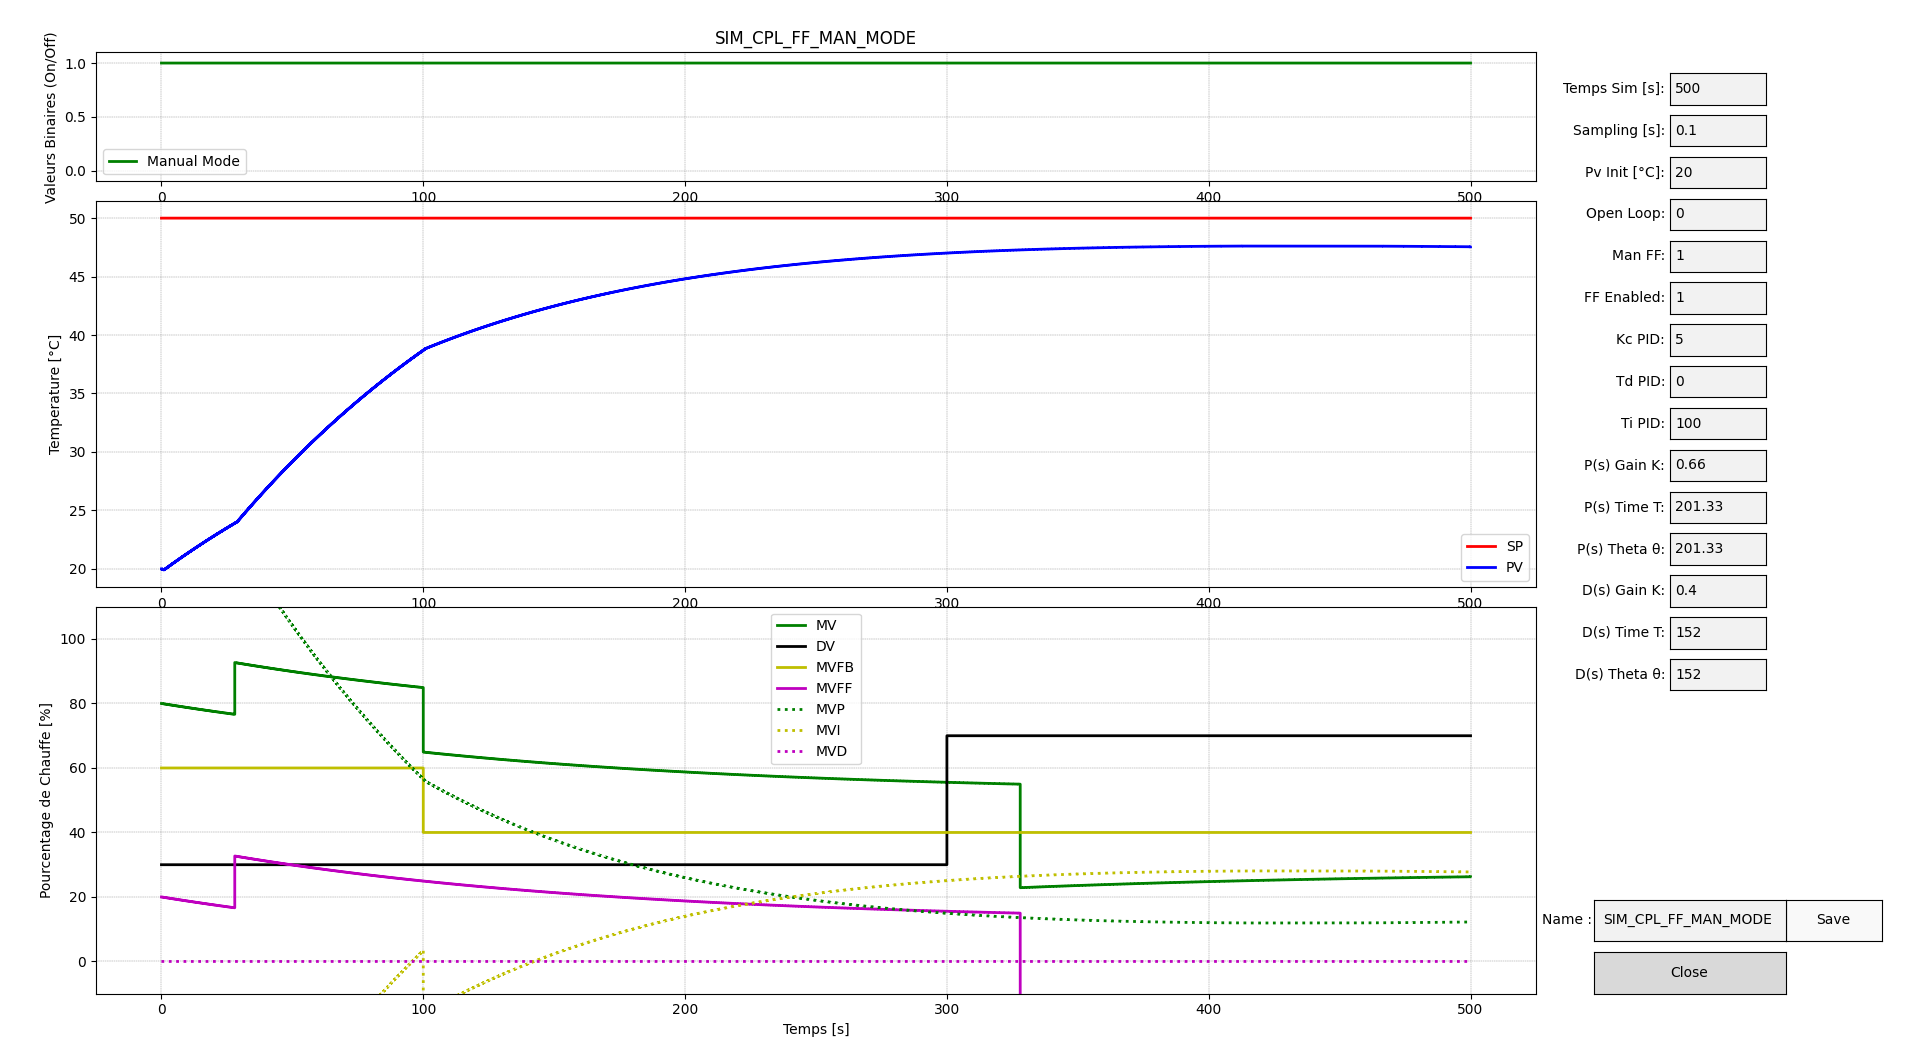 SIM_CPL_FF_MAN_MODE
Valeurs Binaires (On/Off)
1.0
0.5
0.0
Manual Mode
0 100 200 300 400 500
Temperature [°C]
50
45
40
35
30
25
20
SP
PV
0 100 200 300 400 500
Pourcentage de Chauffe [%]
100
80
60
40
20
0
MV
DV
MVFB
MVFF
MVP
MVI
MVD
0 100 200 300 400 500
Temps [s]
Temps Sim [s]: 500
Sampling [s]: 0.1
Pv Init [°C]: 20
Open Loop: 0
Man FF: 1
FF Enabled: 1
Kc PID: 5
Td PID: 0
Ti PID: 100
P(s) Gain K: 0.66
P(s) Time T: 201.33
P(s) Theta θ: 201.33
D(s) Gain K: 0.4
D(s) Time T: 152
D(s) Theta θ: 152
Name : SIM_CPL_FF_MAN_MODE Save
Close